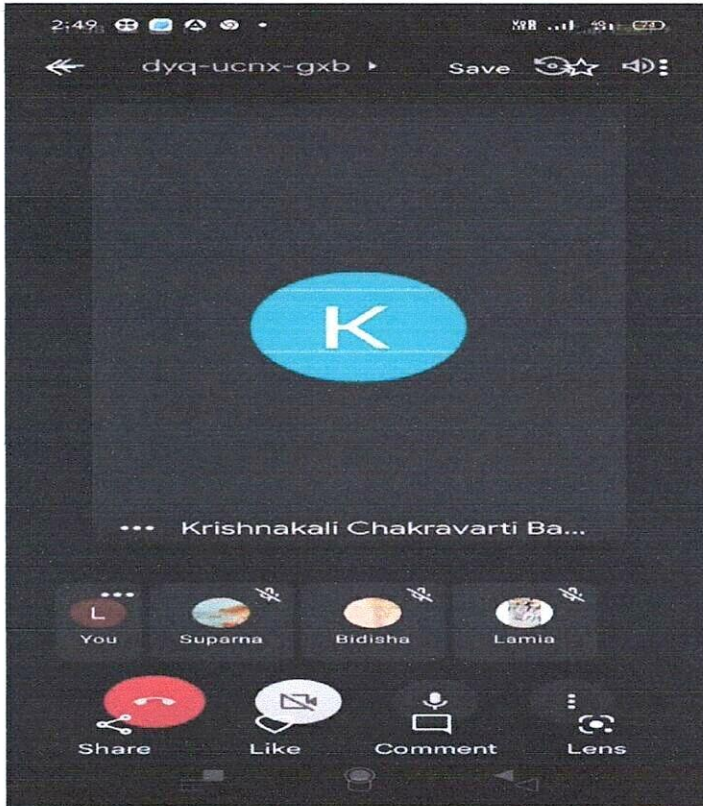 2:49
dyq-ucnx-gxb
Save
K
••• Krishnakali Chakravarti Ba...
L
You Suparna Bidisha Lamia
Share Like Comment Lens